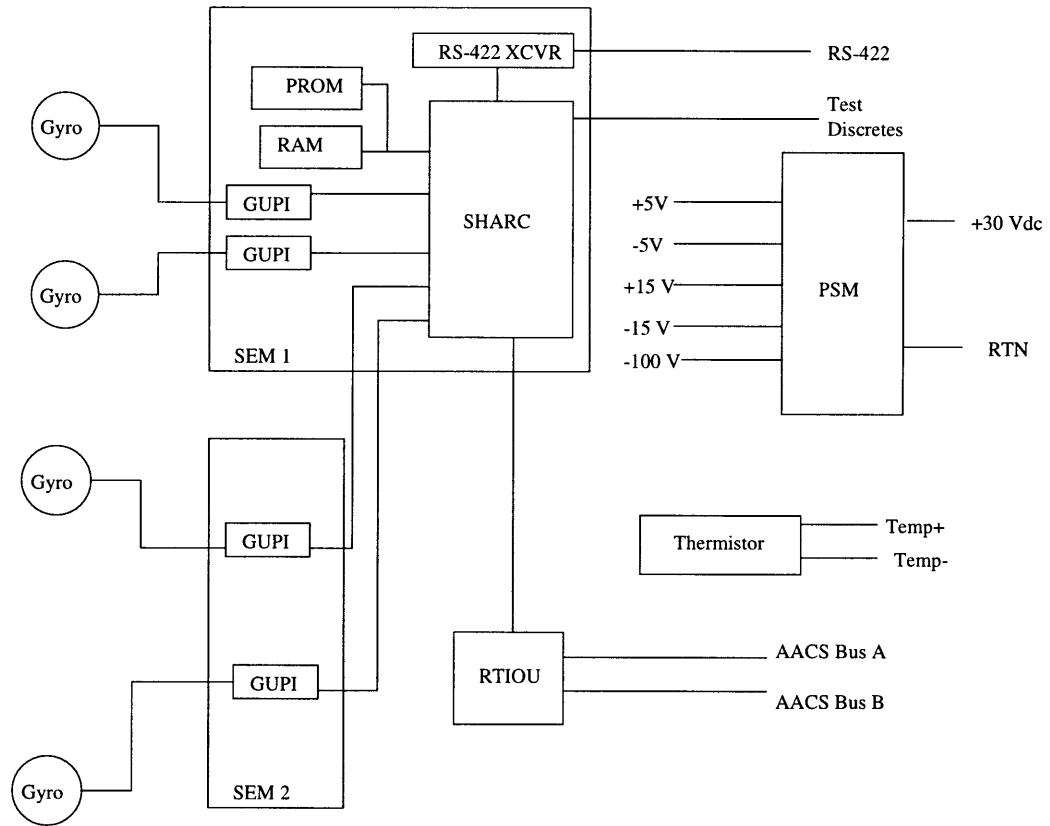 RS-422 XCVR
RS-422
PROM
Test
Discretes
Gyro
RAM
GUPI
+5V
SHARC
+30 Vdc
GUPI
-5V
Gyro
+15 V
PSM
-15 V
SEM 1
-100 V
RTN
Gyro
GUPI
Thermistor
Temp+
Temp-
AACS Bus A
GUPI
RTIOU
AACS Bus B
Gyro
SEM 2